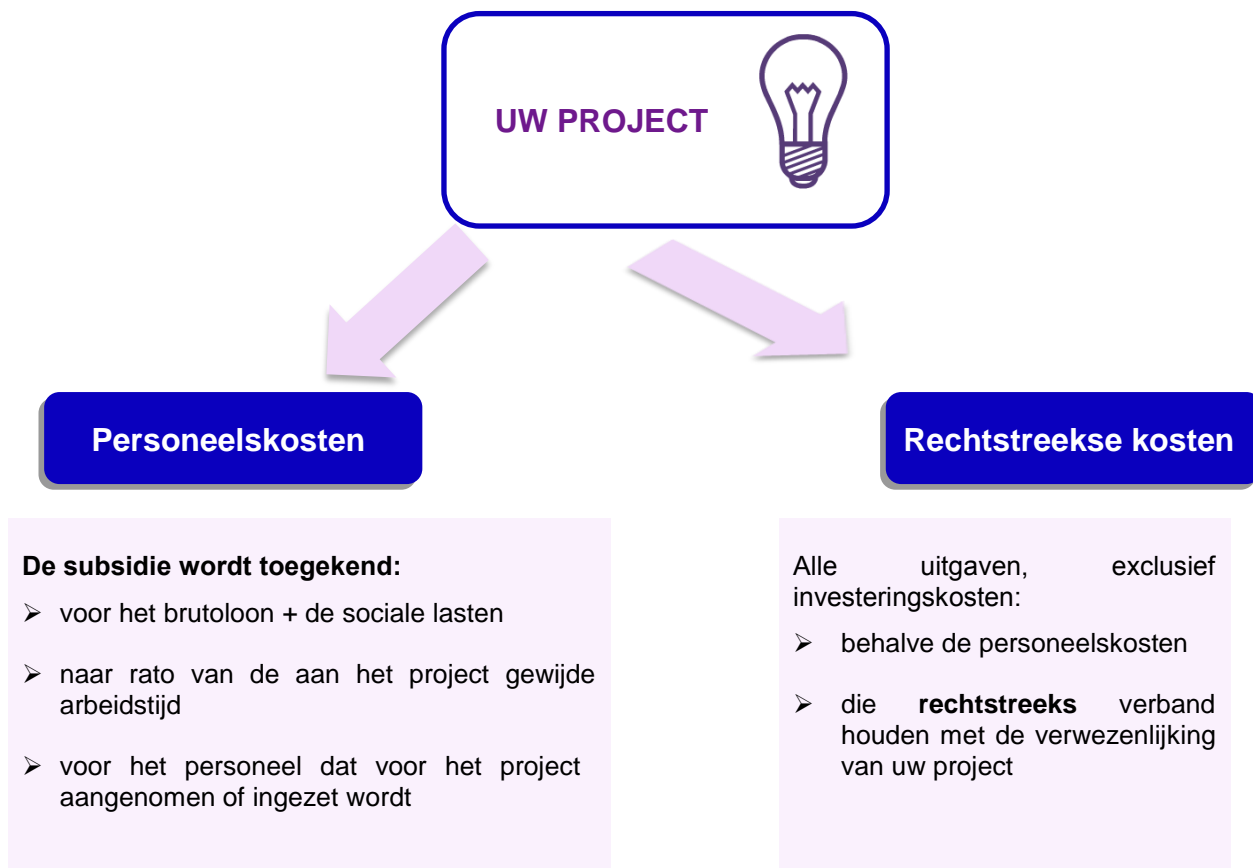 UW PROJECT
Personeelskosten
Rechtstreekse kosten
De subsidie wordt toegekend:
➢ voor het brutoloon + de sociale lasten
➢ naar rato van de aan het project gewijde
arbeidstijd
➢ voor het personeel dat voor het project
aangenomen of ingezet wordt
Alle uitgaven, exclusief
investeringskosten:
➢ behalve de personeelskosten
➢ die rechtstreeks verband
houden met de verwezenlijking
van uw project